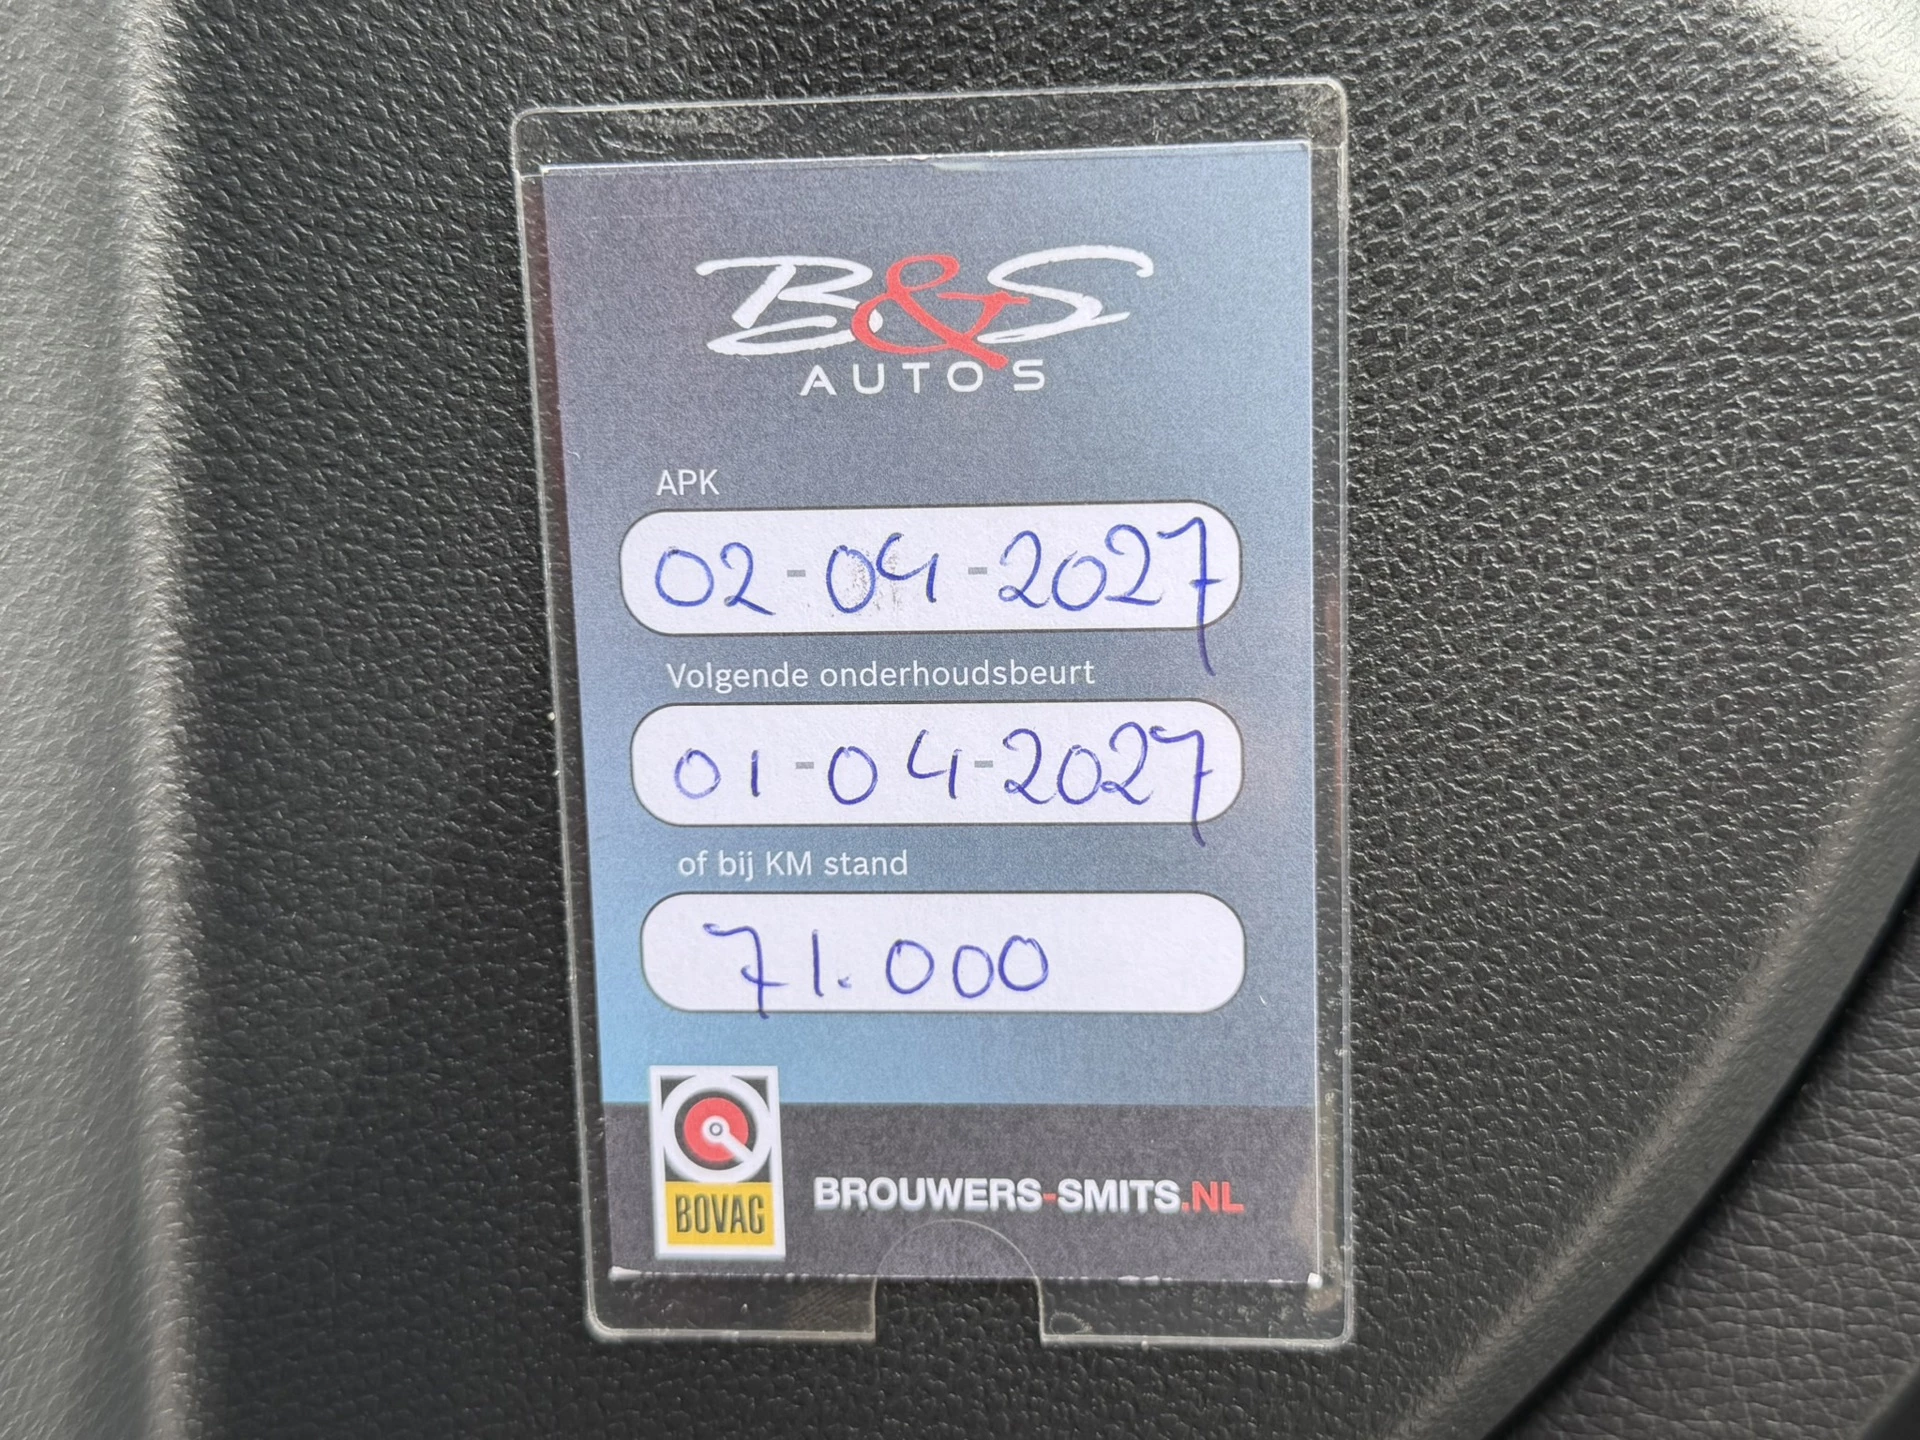 B&S
AUTO'S
APK
02-04-2027
Volgende onderhoudsbeurt
01-04-2027
of bij KM stand
71.000
BOVAG
BROUWERS-SMITS.NL